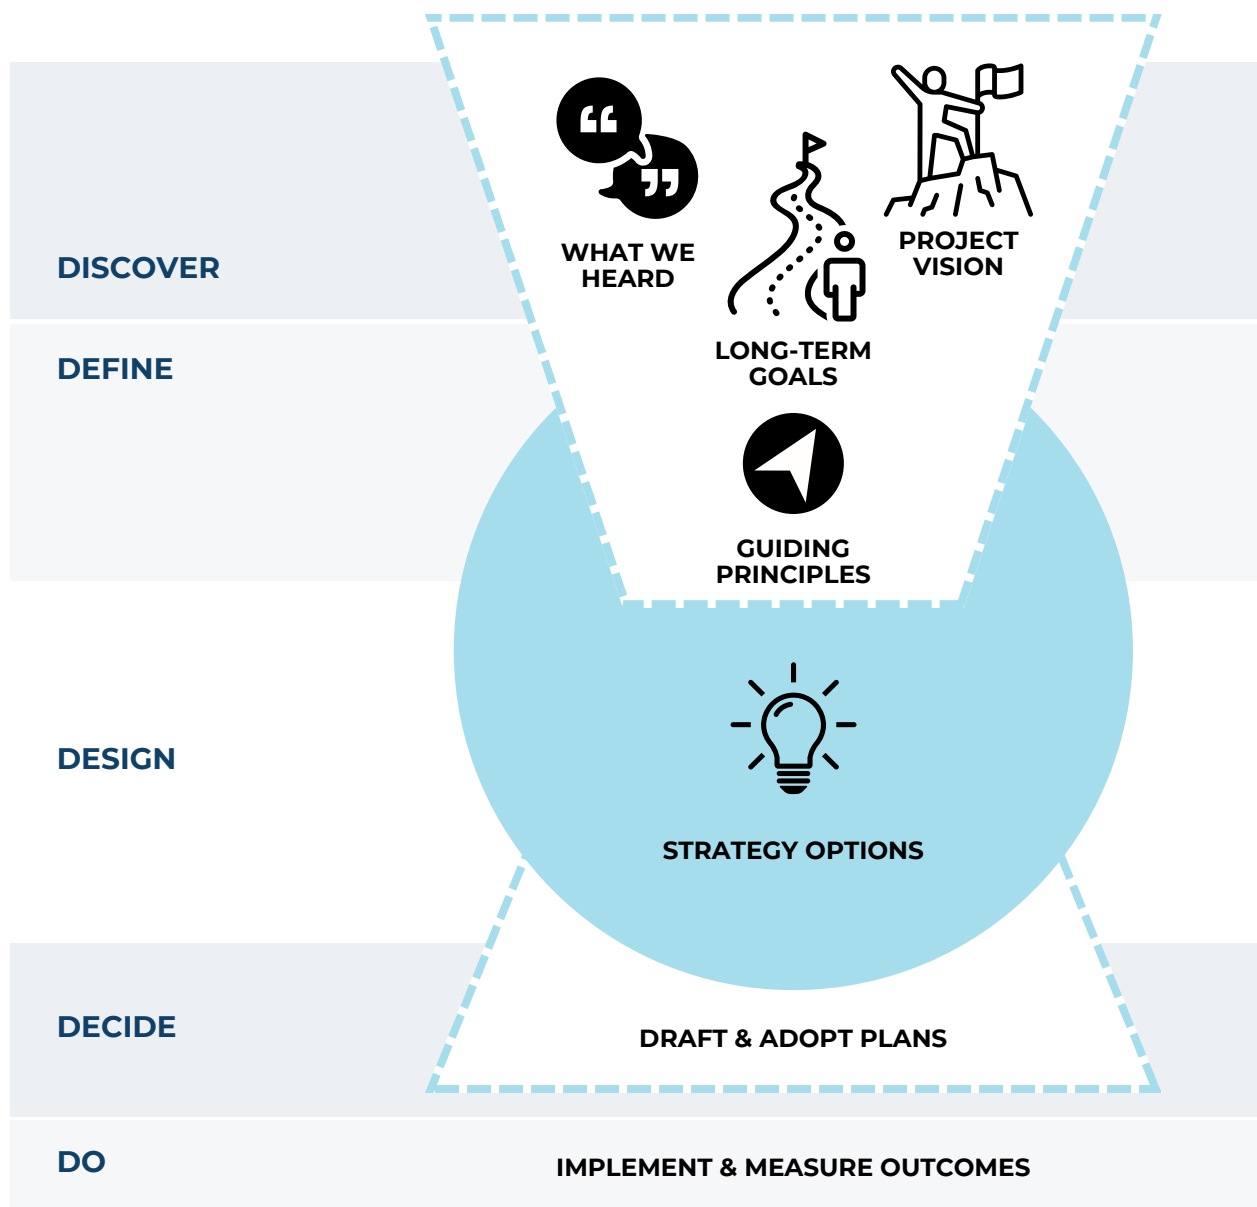 DISCOVER
WHAT WE
HEARD
PROJECT
VISION
DEFINE
LONG-TERM
GOALS
GUIDING
PRINCIPLES
DESIGN
STRATEGY OPTIONS
DECIDE
DRAFT & ADOPT PLANS
DO
IMPLEMENT & MEASURE OUTCOMES